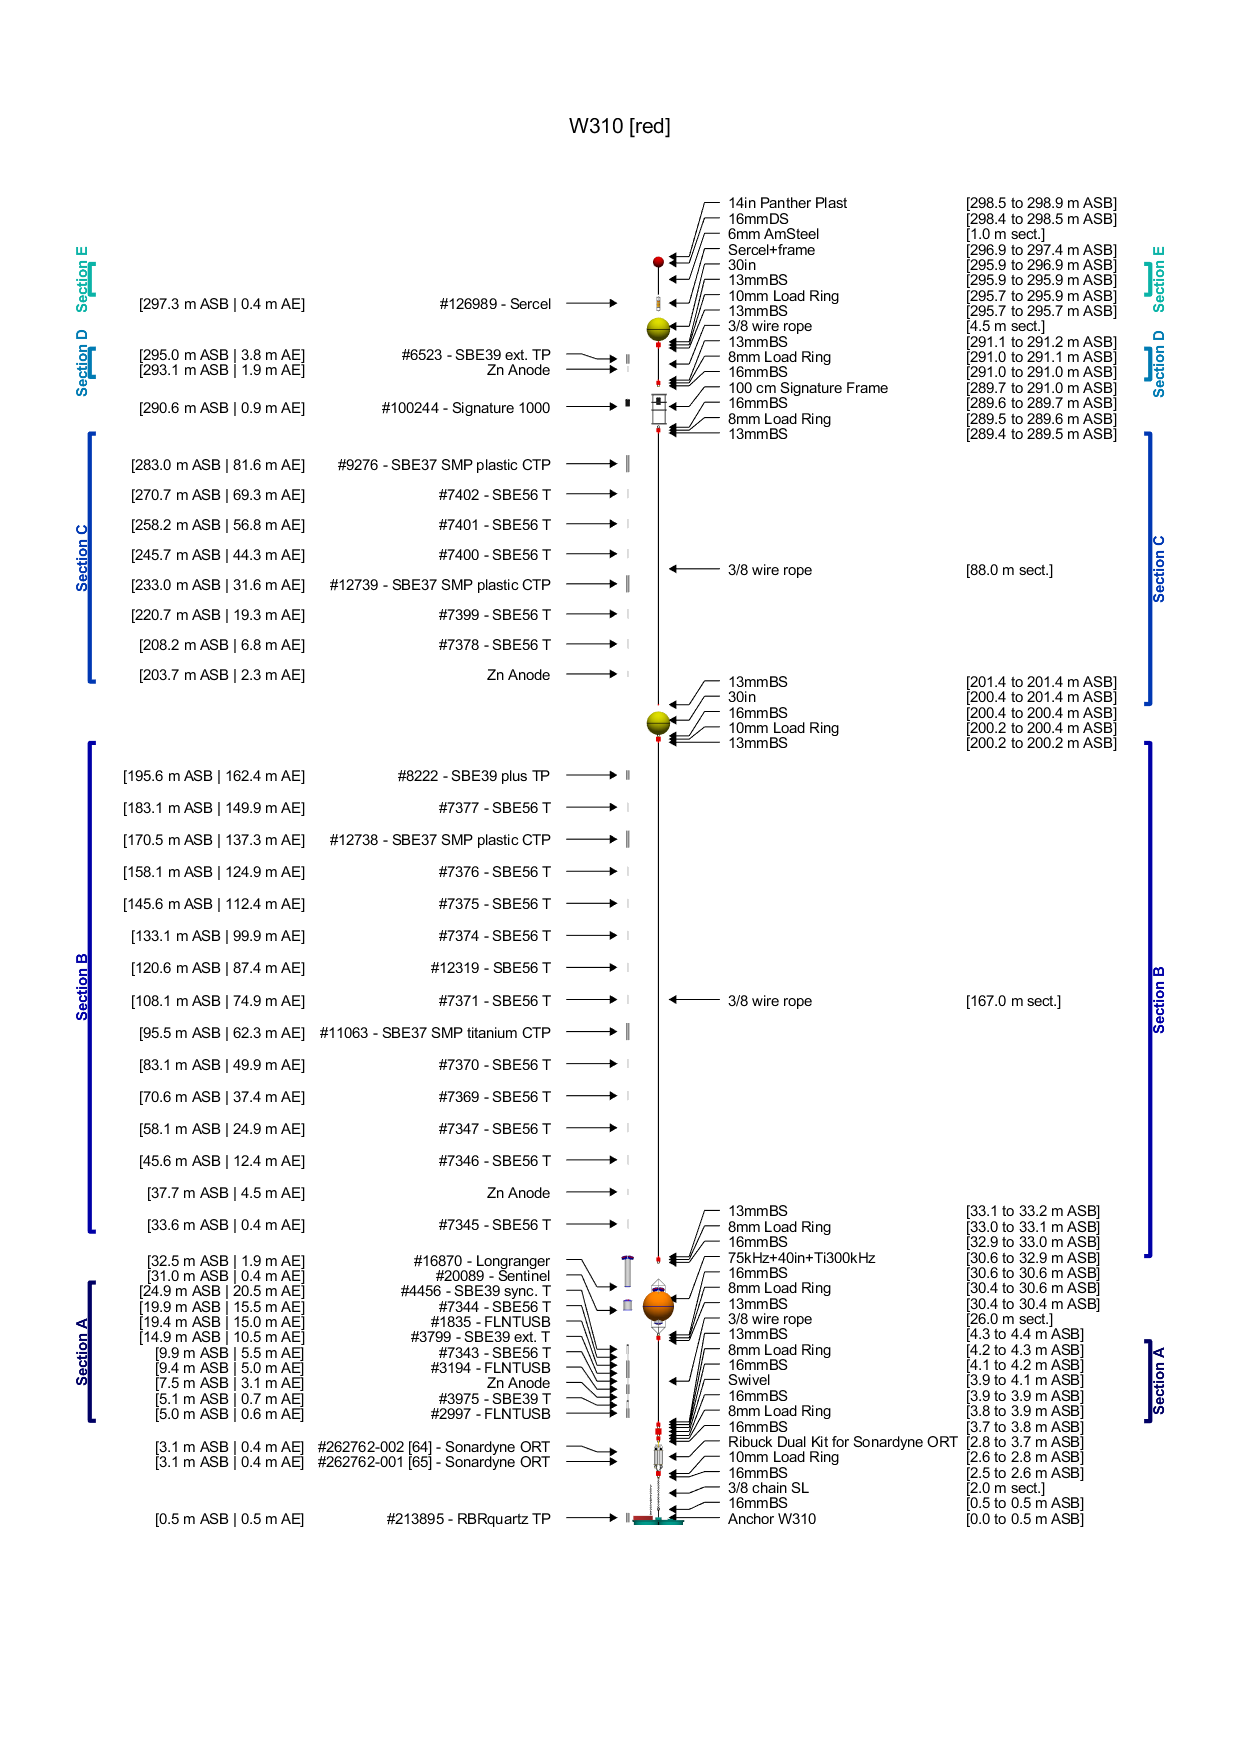 W310 [red]
14in Panther Plast [298.5 to 298.9 m ASB]
16mmDS [298.4 to 298.5 m ASB]
6mm AmSteel [1.0 m sect.]
Sercel+frame [296.9 to 297.4 m ASB]
30in [295.9 to 296.9 m ASB]
13mmBS [295.9 to 295.9 m ASB]
10mm Load Ring [295.7 to 295.9 m ASB]
13mmBS [295.7 to 295.7 m ASB]
3/8 wire rope [4.5 m sect.]
13mmBS [291.1 to 291.2 m ASB]
8mm Load Ring [291.0 to 291.1 m ASB]
16mmBS [291.0 to 291.0 m ASB]
100 cm Signature Frame [289.7 to 291.0 m ASB]
16mmBS [289.6 to 289.7 m ASB]
8mm Load Ring [289.5 to 289.6 m ASB]
13mmBS [289.4 to 289.5 m ASB]
3/8 wire rope [88.0 m sect.]
13mmBS [201.4 to 201.4 m ASB]
30in [200.4 to 201.4 m ASB]
16mmBS [200.4 to 200.4 m ASB]
10mm Load Ring [200.2 to 200.4 m ASB]
13mmBS [200.2 to 200.2 m ASB]
3/8 wire rope [167.0 m sect.]
13mmBS [33.1 to 33.2 m ASB]
8mm Load Ring [33.0 to 33.1 m ASB]
16mmBS [32.9 to 33.0 m ASB]
75kHz+40in+Ti300kHz [30.6 to 32.9 m ASB]
16mmBS [30.6 to 30.6 m ASB]
8mm Load Ring [30.4 to 30.6 m ASB]
13mmBS [30.4 to 30.4 m ASB]
3/8 wire rope [26.0 m sect.]
13mmBS [4.3 to 4.4 m ASB]
8mm Load Ring [4.2 to 4.3 m ASB]
16mmBS [4.1 to 4.2 m ASB]
Swivel [3.9 to 4.1 m ASB]
16mmBS [3.9 to 3.9 m ASB]
8mm Load Ring [3.8 to 3.9 m ASB]
16mmBS [3.7 to 3.8 m ASB]
Ribuck Dual Kit for Sonardyne ORT [2.8 to 3.7 m ASB]
10mm Load Ring [2.6 to 2.8 m ASB]
16mmBS [2.5 to 2.6 m ASB]
3/8 chain SL [2.0 m sect.]
16mmBS [0.5 to 0.5 m ASB]
Anchor W310 [0.0 to 0.5 m ASB]
[297.3 m ASB | 0.4 m AE] #126989 - Sercel
[295.0 m ASB | 3.8 m AE] #6523 - SBE39 ext. TP
[293.1 m ASB | 1.9 m AE] Zn Anode
[290.6 m ASB | 0.9 m AE] #100244 - Signature 1000
[283.0 m ASB | 81.6 m AE] #9276 - SBE37 SMP plastic CTP
[270.7 m ASB | 69.3 m AE] #7402 - SBE56 T
[258.2 m ASB | 56.8 m AE] #7401 - SBE56 T
[245.7 m ASB | 44.3 m AE] #7400 - SBE56 T
[233.0 m ASB | 31.6 m AE] #12739 - SBE37 SMP plastic CTP
[220.7 m ASB | 19.3 m AE] #7399 - SBE56 T
[208.2 m ASB | 6.8 m AE] #7378 - SBE56 T
[203.7 m ASB | 2.3 m AE] Zn Anode
[195.6 m ASB | 162.4 m AE] #8222 - SBE39 plus TP
[183.1 m ASB | 149.9 m AE] #7377 - SBE56 T
[170.5 m ASB | 137.3 m AE] #12738 - SBE37 SMP plastic CTP
[158.1 m ASB | 124.9 m AE] #7376 - SBE56 T
[145.6 m ASB | 112.4 m AE] #7375 - SBE56 T
[133.1 m ASB | 99.9 m AE] #7374 - SBE56 T
[120.6 m ASB | 87.4 m AE] #12319 - SBE56 T
[108.1 m ASB | 74.9 m AE] #7371 - SBE56 T
[95.5 m ASB | 62.3 m AE] #11063 - SBE37 SMP titanium CTP
[83.1 m ASB | 49.9 m AE] #7370 - SBE56 T
[70.6 m ASB | 37.4 m AE] #7369 - SBE56 T
[58.1 m ASB | 24.9 m AE] #7347 - SBE56 T
[45.6 m ASB | 12.4 m AE] #7346 - SBE56 T
[37.7 m ASB | 4.5 m AE] Zn Anode
[33.6 m ASB | 0.4 m AE] #7345 - SBE56 T
[32.5 m ASB | 1.9 m AE] #16870 - Longranger
[31.0 m ASB | 0.4 m AE] #20089 - Sentinel
[24.9 m ASB | 20.5 m AE] #4456 - SBE39 sync. T
[19.9 m ASB | 15.5 m AE] #7344 - SBE56 T
[19.4 m ASB | 15.0 m AE] #1835 - FLNTUSB
[14.9 m ASB | 10.5 m AE] #3799 - SBE39 ext. T
[9.9 m ASB | 5.5 m AE] #7343 - SBE56 T
[9.4 m ASB | 5.0 m AE] #3194 - FLNTUSB
[7.5 m ASB | 3.1 m AE] Zn Anode
[5.1 m ASB | 0.7 m AE] #3975 - SBE39 T
[5.0 m ASB | 0.6 m AE] #2997 - FLNTUSB
[3.1 m ASB | 0.4 m AE] #262762-002 [64] - Sonardyne ORT
[3.1 m ASB | 0.4 m AE] #262762-001 [65] - Sonardyne ORT
[0.5 m ASB | 0.5 m AE] #213895 - RBRquartz TP
Section E
Section D
Section C
Section B
Section A
Section E
Section D
Section C
Section B
Section A